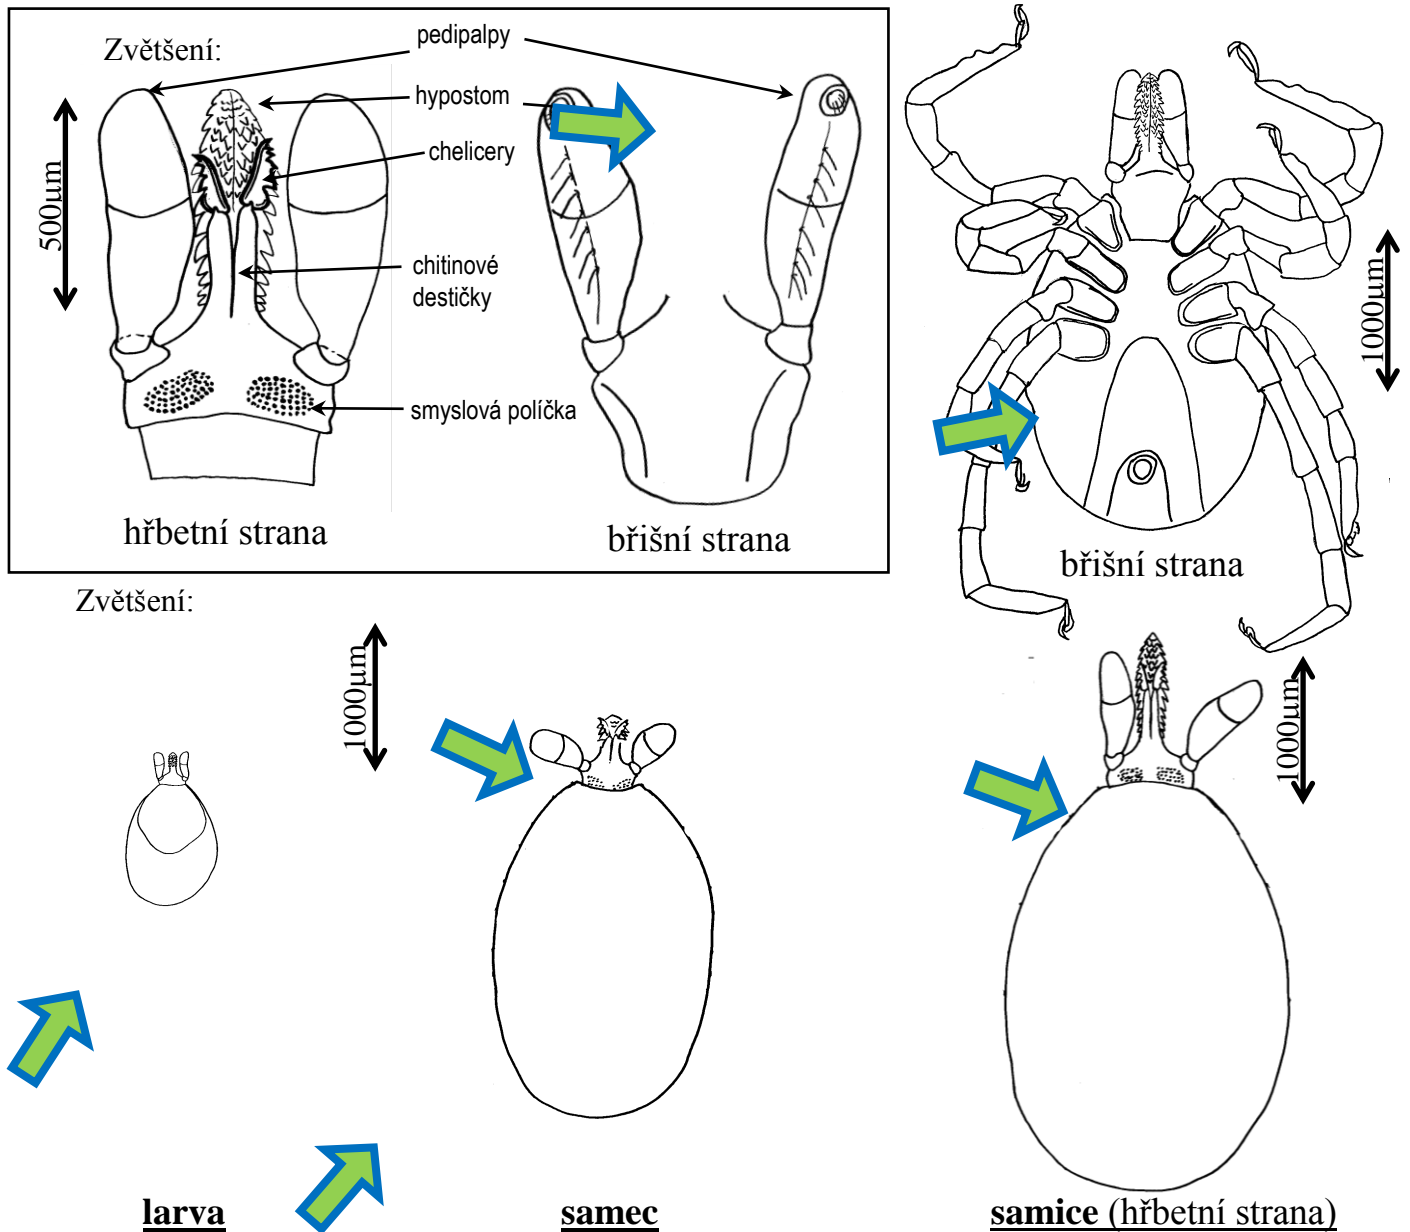 Zvětšení:
pedipalpy
hypostom
chelicery
chitinové
destičky
smyslová políčka
500µm
hřbetní strana
břišní strana
1000µm
břišní strana
Zvětšení:
1000µm
1000µm
larva
samec
samice (hřbetní strana)